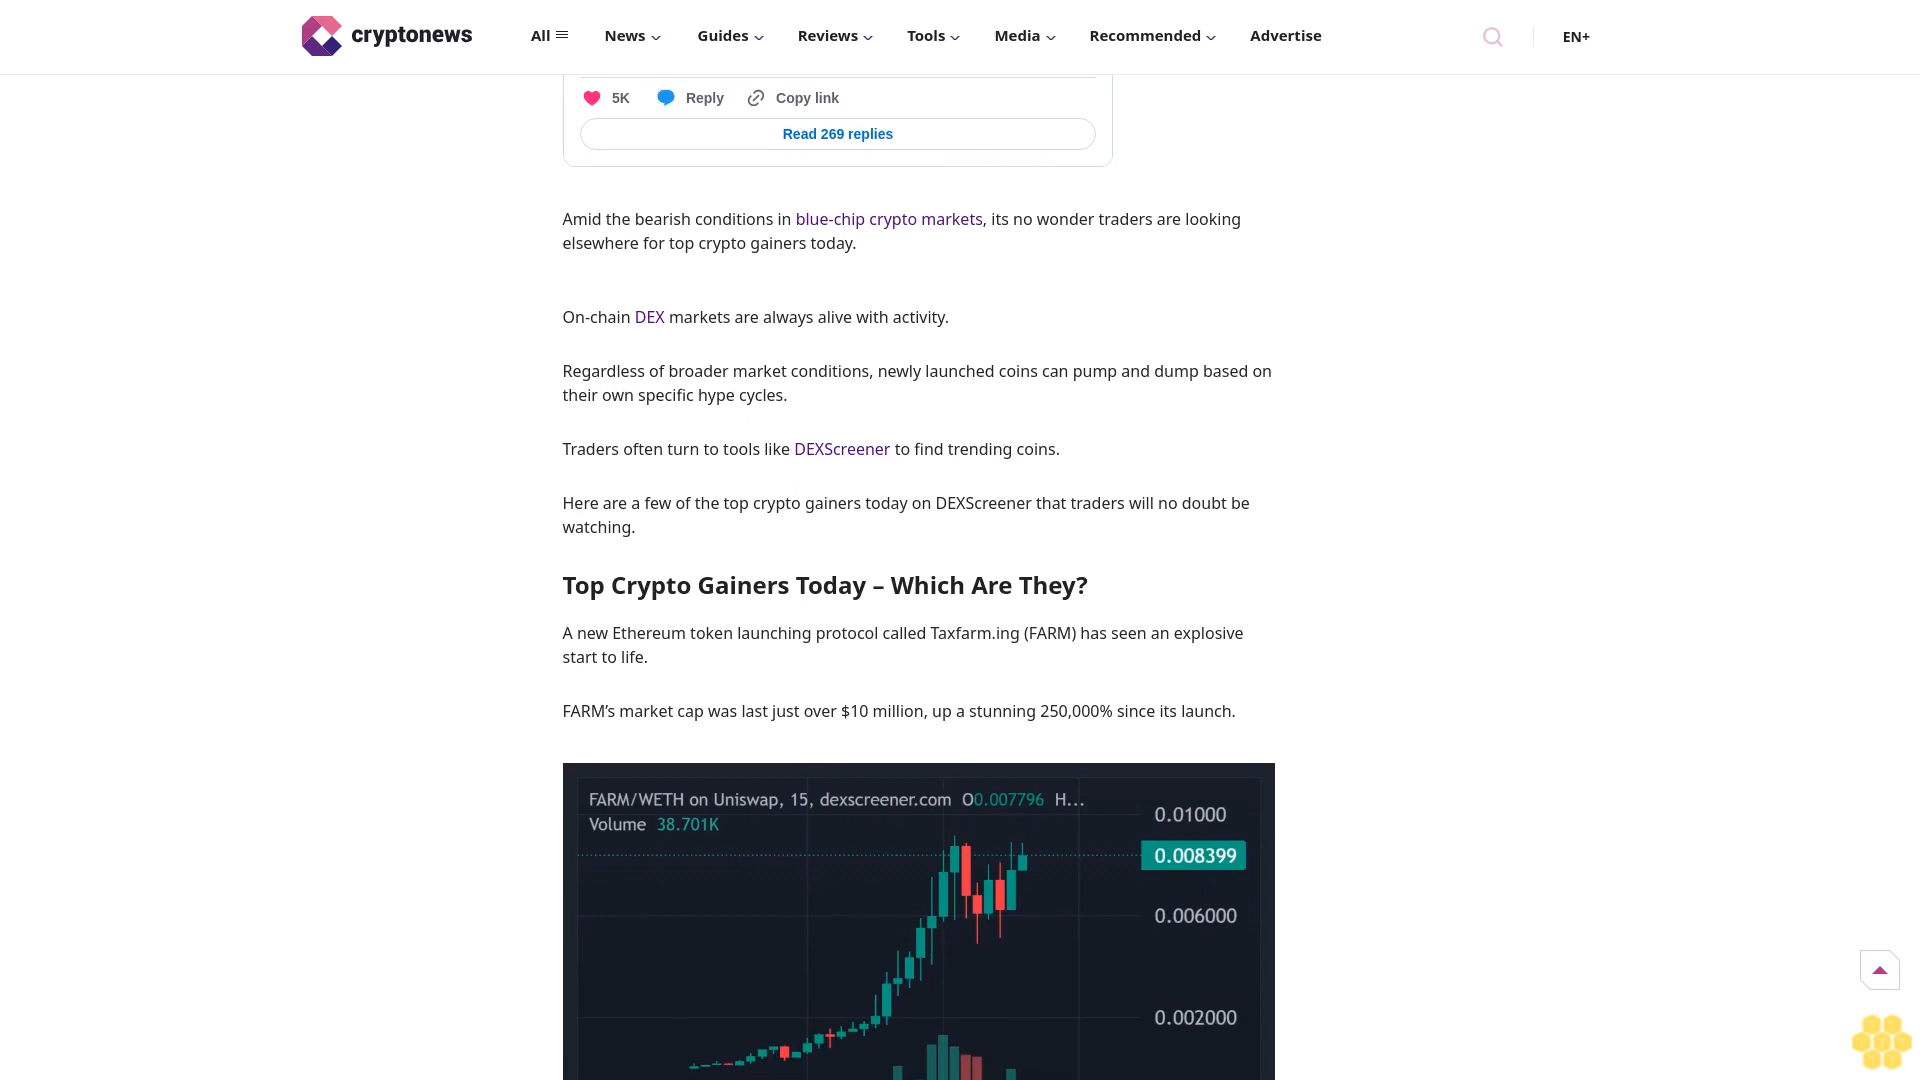 cryptonews
All
News
Guides
Reviews
Tools
Media
Recommended
Advertise
EN+
5K
Reply
Copy link
Read 269 replies
Amid the bearish conditions in blue-chip crypto markets, its no wonder traders are looking
elsewhere for top crypto gainers today.
On-chain DEX markets are always alive with activity.
Regardless of broader market conditions, newly launched coins can pump and dump based on
their own specific hype cycles.
Traders often turn to tools like DEXScreener to find trending coins.
Here are a few of the top crypto gainers today on DEXScreener that traders will no doubt be
watching.
Top Crypto Gainers Today – Which Are They?
A new Ethereum token launching protocol called Taxfarm.ing (FARM) has seen an explosive
start to life.
FARM’s market cap was last just over $10 million, up a stunning 250,000% since its launch.
FARM/WETH on Uniswap, 15, dexscreener.com O0.007796 H...
Volume 38.701K
0.01000
0.008399
0.006000
0.002000